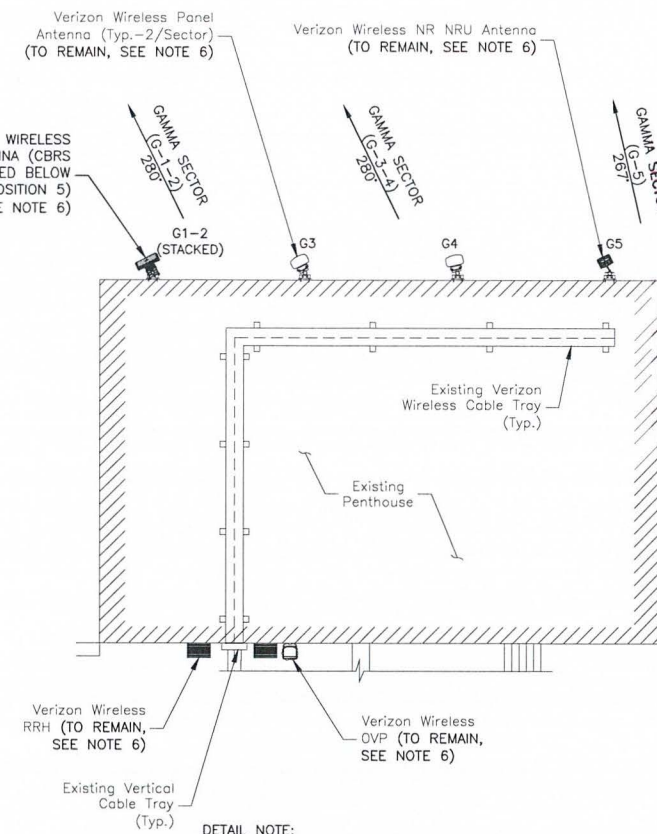 Verizon Wireless Panel
Antenna (Typ.-2/Sector)
(TO REMAIN, SEE NOTE 6)
Verizon Wireless NR NRU Antenna
(TO REMAIN, SEE NOTE 6)
WIRELESS
NNA (CBRS
ED BELOW
OSITION 5)
E NOTE 6)
GAMMA SECTOR
(G-1-2)
280°
GAMMA SECTOR
(G-3-4)
280°
GAMMA
(G-5)
267°
G1-2
(STACKED)
G3
G4
G5
Existing Verizon
Wireless Cable Tray
(Typ.)
Existing
Penthouse
Verizon Wireless
RRH (TO REMAIN,
SEE NOTE 6)
Verizon Wireless
OVP (TO REMAIN,
SEE NOTE 6)
Existing Vertical
Cable Tray
(Typ.)
DETAIL NOTE: